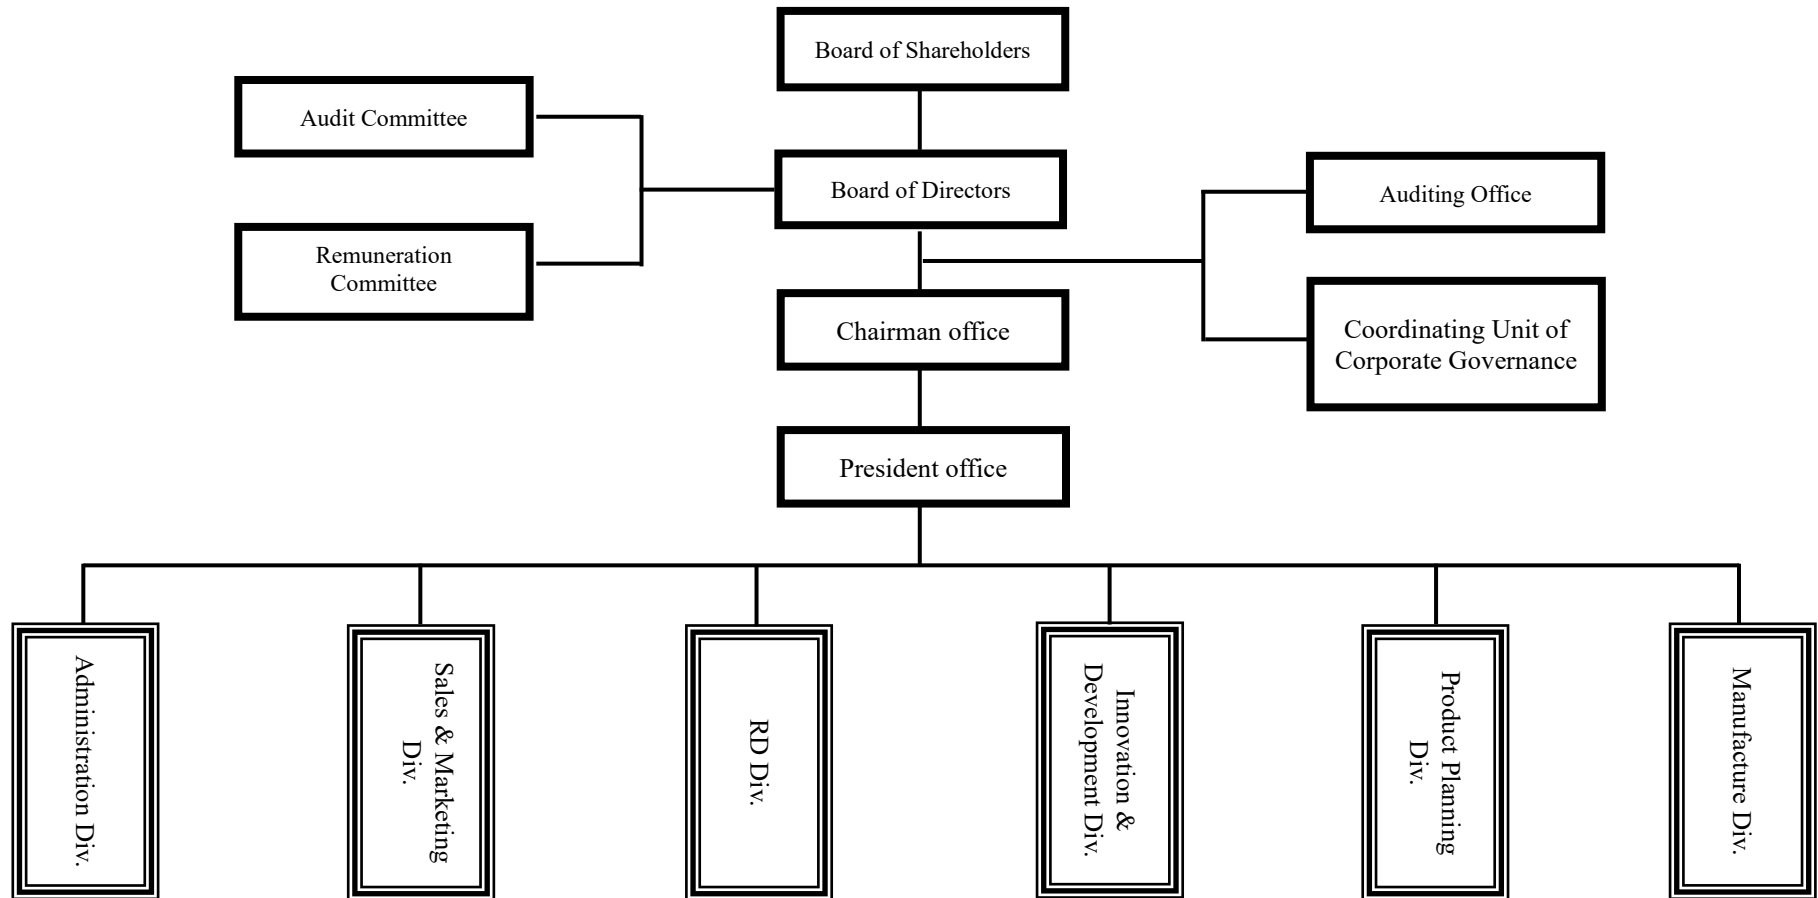 Board of Shareholders
Audit Committee
Board of Directors
Auditing Office
Remuneration
Committee
Chairman office
Coordinating Unit of
Corporate Governance
President office
Administration Div.
Sales & Marketing
Div.
RD Div.
Innovation &
Development Div.
Product Planning
Div.
Manufacture Div.